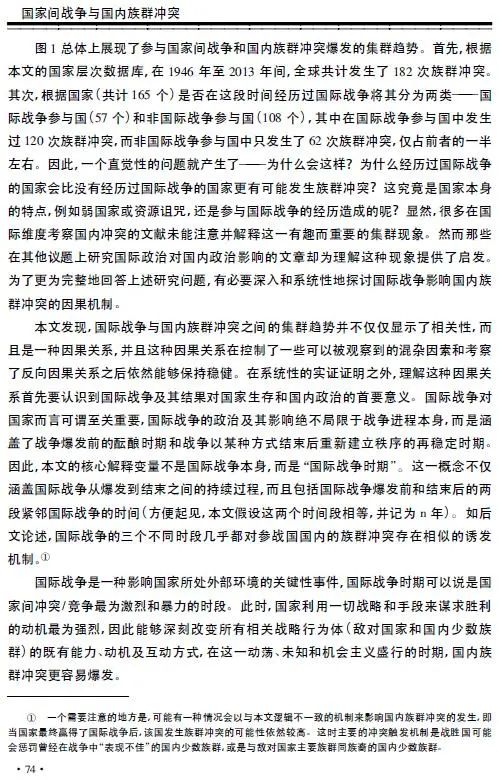 国家间战争与国内族群冲突
图1总体上展现了参与国家间战争和国内族群冲突爆发的集群趋势。首先,根据
本文的国家层次数据库,在1946年至2013年间,全球共计发生了182次族群冲突。
其次,根据国家(共计165个)是否在这段时间经历过国际战争将其分为两类——国
际战争参与国(57个)和非国际战争参与国(108个),其中在国际战争参与国中发生
过120次族群冲突,而非国际战争参与国中只发生了62次族群冲突,仅占前者的一半
左右。因此,一个直觉性的问题就产生了——为什么会这样?为什么经历过国际战争
的国家会比没有经历过国际战争的国家更有可能发生族群冲突?这究竟是国家本身
的特点,例如弱国家或资源诅咒,还是参与国际战争的经历造成的呢?显然,很多在国
际维度考察国内冲突的文献未能注意并解释这一有趣而重要的集群现象。然而那些
在其他议题上研究国际政治对国内政治影响的文章却为理解这种现象提供了启发。
为了更为完整地回答上述研究问题,有必要深入和系统性地探讨国际战争影响国内族
群冲突的因果机制。
本文发现,国际战争与国内族群冲突之间的集群趋势并不仅仅显示了相关性,而
且是一种因果关系,并且这种因果关系在控制了一些可以被观察到的混杂因素和考察
了反向因果关系之后依然能够保持稳健。在系统性的实证证明之外,理解这种因果关
系首先要认识到国际战争及其结果对国家生存和国内政治的首要意义。国际战争对
国家而言可谓至关重要,国际战争的政治及其影响绝不局限于战争进程本身,而是涵
盖了战争爆发前的酝酿时期和战争以某种方式结束后重新建立秩序的再稳定时期。
因此,本文的核心解释变量不是国际战争本身,而是“国际战争时期”。这一概念不仅
涵盖国际战争从爆发到结束之间的持续过程,而且包括国际战争爆发前和结束后的两
段紧邻国际战争的时间(方便起见,本文假设这两个时间段相等,并记为n年)。如后
文论述,国际战争的三个不同时段几乎都对参战国国内的族群冲突存在相似的诱发
机制。①
国际战争是一种影响国家所处外部环境的关键性事件,国际战争时期可以说是国
家间冲突/竞争最为激烈和暴力的时段。此时,国家利用一切战略和手段来谋求胜利
的动机最为强烈,因此能够深刻改变所有相关战略行为体(敌对国家和国内少数族
群)的既有能力、动机及互动方式,在这一动荡、未知和机会主义盛行的时期,国内族
群冲突更容易爆发。
① 一个需要注意的地方是,可能有一种情况会以与本文逻辑不一致的机制来影响国内族群冲突的发生,即
当国家最终赢得了国际战争后,该国发生族群冲突的可能性依然较高。这时主要的冲突触发机制是战胜国可能
会惩罚曾经在战争中“表现不佳”的国内少数族群,或是与敌对国家主要族群同族裔的国内少数族群。
·74·